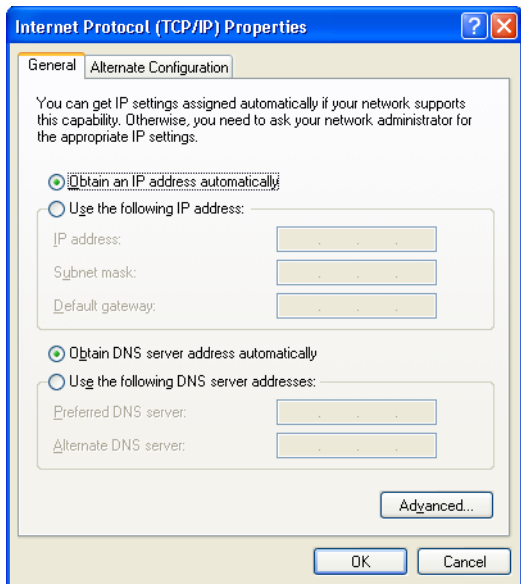 Internet Protocol (TCP/IP) Properties
?
X
General
Alternate Configuration
You can get IP settings assigned automatically if your network supports
this capability. Otherwise, you need to ask your network administrator for
the appropriate IP settings.
Obtain an IP address automatically
Use the following IP address:
IP address:
Subnet mask:
Default gateway:
Obtain DNS server address automatically
Use the following DNS server addresses:
Preferred DNS server:
Alternate DNS server:
Advanced...
OK
Cancel